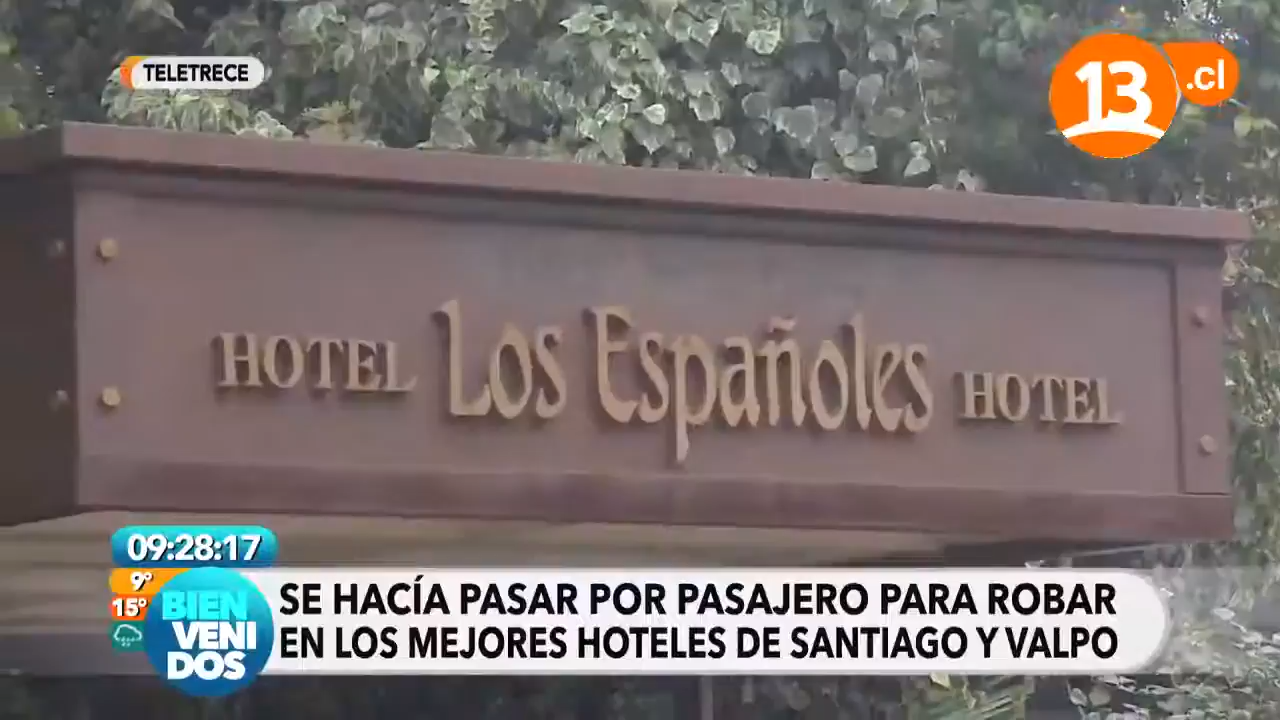 TELETRECE
13.cl
HOTEL Los Españoles HOTEL
09:28:17
9°
15°
BIEN
VENI
DOS
SE HACÍA PASAR POR PASAJERO PARA ROBAR
EN LOS MEJORES HOTELES DE SANTIAGO Y VALPO